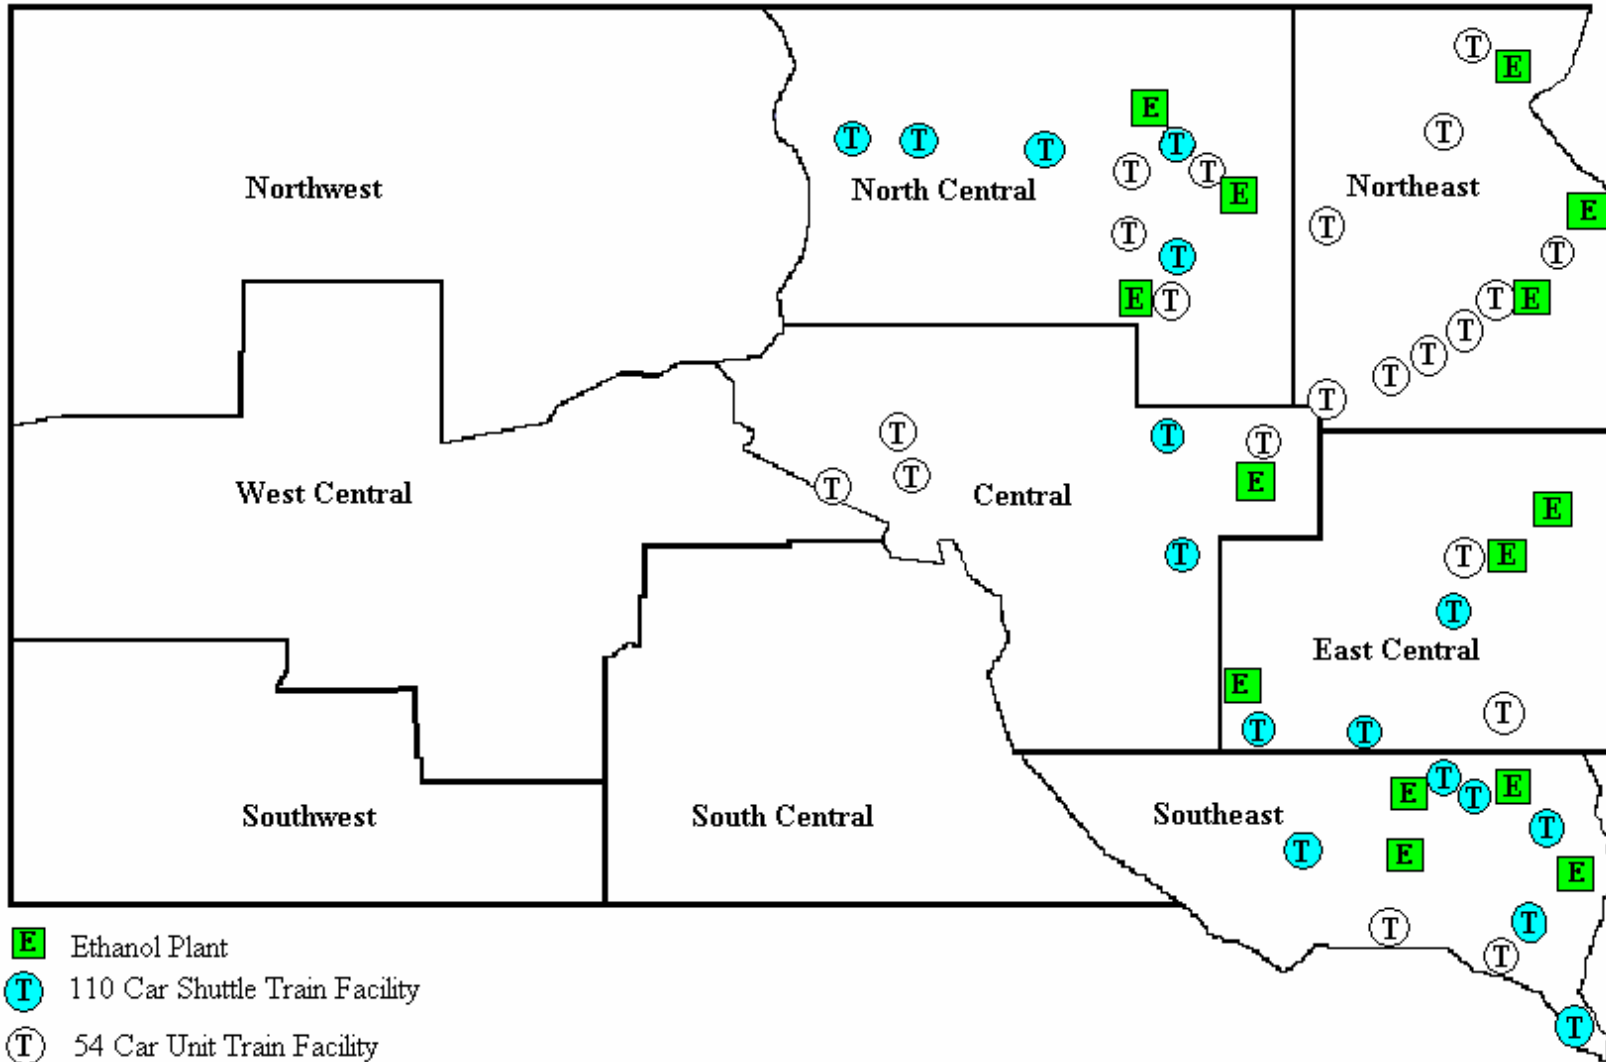 T
E
E
T
T
T
T
T
T
T
Northwest
North Central
Northeast
E
E
T
T
T
T
E
T
T
E
T
T
T
T
T
T
T
T
T
E
West Central
T
Central
E
T
T
E
T
East Central
E
T
T
T
T
E
T
E
Southwest
South Central
Southeast
T
T
E
E
T
T
E Ethanol Plant
T
T
T 110 Car Shuttle Train Facility
T
T 54 Car Unit Train Facility